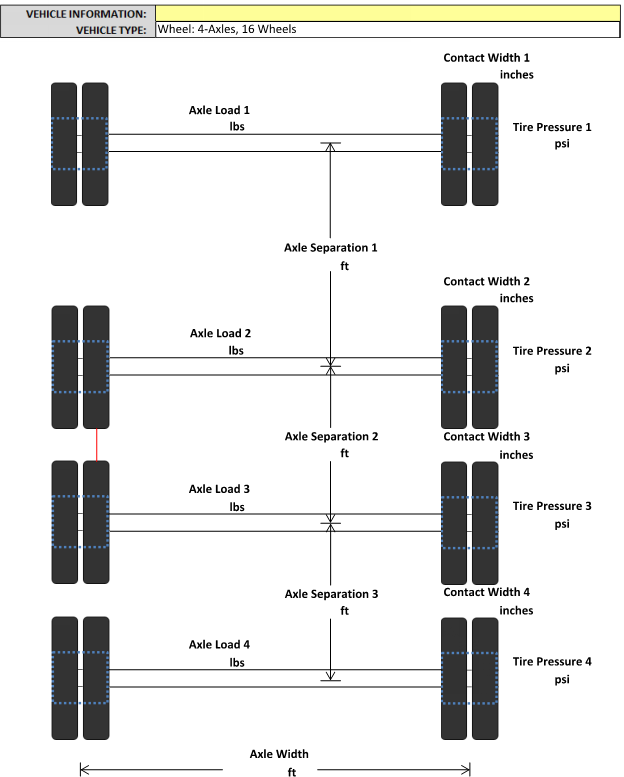 VEHICLE INFORMATION:
VEHICLE TYPE: Wheel: 4-Axles, 16 Wheels
Contact Width 1
inches
Axle Load 1
lbs
Tire Pressure 1
psi
Axle Separation 1
ft
Contact Width 2
inches
Axle Load 2
lbs
Tire Pressure 2
psi
Axle Separation 2
ft
Contact Width 3
inches
Axle Load 3
lbs
Tire Pressure 3
psi
Axle Separation 3
ft
Contact Width 4
inches
Axle Load 4
lbs
Tire Pressure 4
psi
Axle Width
ft